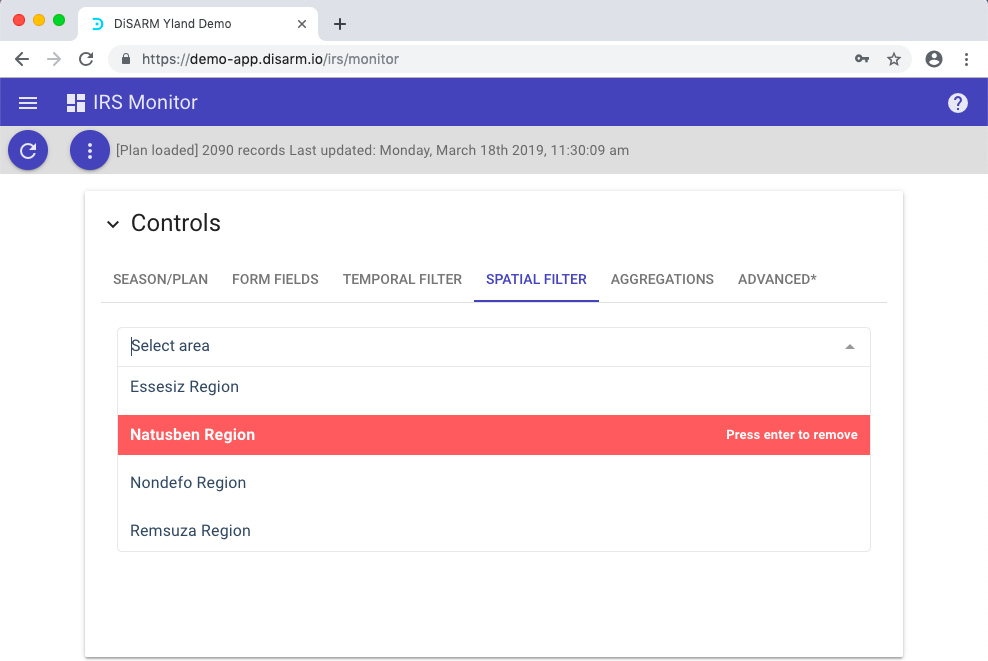 DiSARM Yland Demo
https://demo-app.disarm.io/irs/monitor
IRS Monitor
[Plan loaded] 2090 records Last updated: Monday, March 18th 2019, 11:30:09 am
Controls
SEASON/PLAN FORM FIELDS TEMPORAL FILTER SPATIAL FILTER AGGREGATIONS ADVANCED*
Select area
Essesiz Region
Natusben Region Press enter to remove
Nondefo Region
Remsuza Region